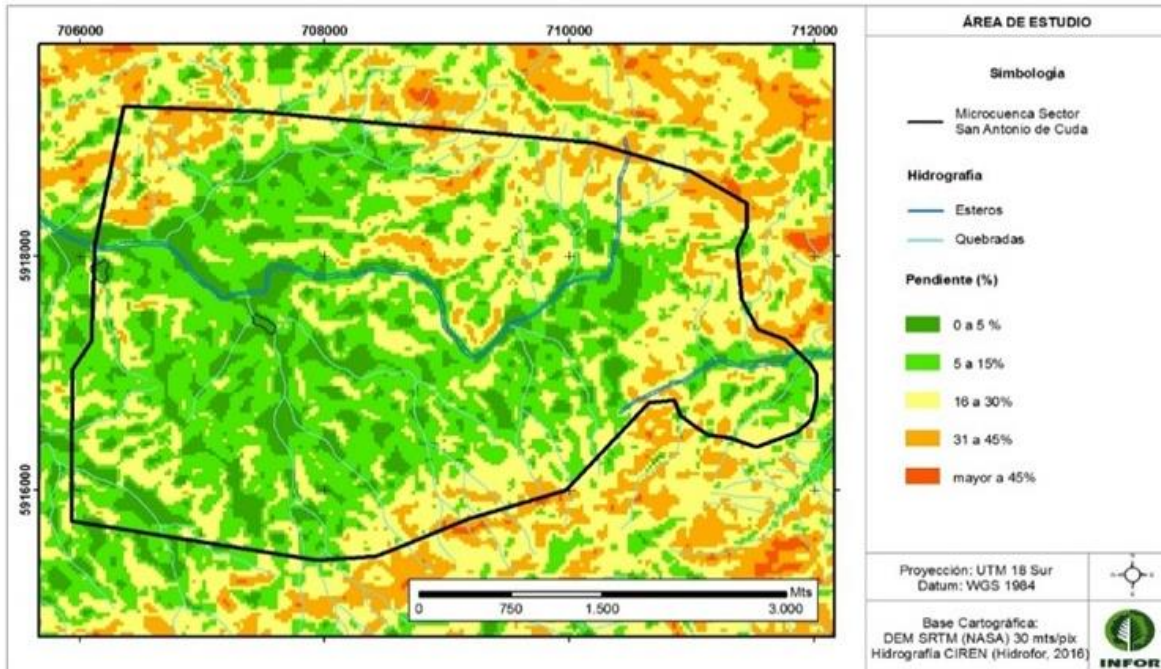 706000
708000
710000
712000
5918000
5916000
Mts
0
750
1.500
3.000
ÁREA DE ESTUDIO
Simbología
Microcuenca Sector
San Antonio de Cuda
Hidrografía
Esteros
Quebradas
Pendiente (%)
0 a 5 %
5 a 15%
16 a 30%
31 a 45%
mayor a 45%
Proyección: UTM 18 Sur
Datum: WGS 1984
Base Cartográfica:
DEM SRTM (NASA) 30 mts/pix
Hidrografía CIREN (Hidrofor, 2016)
INFOR